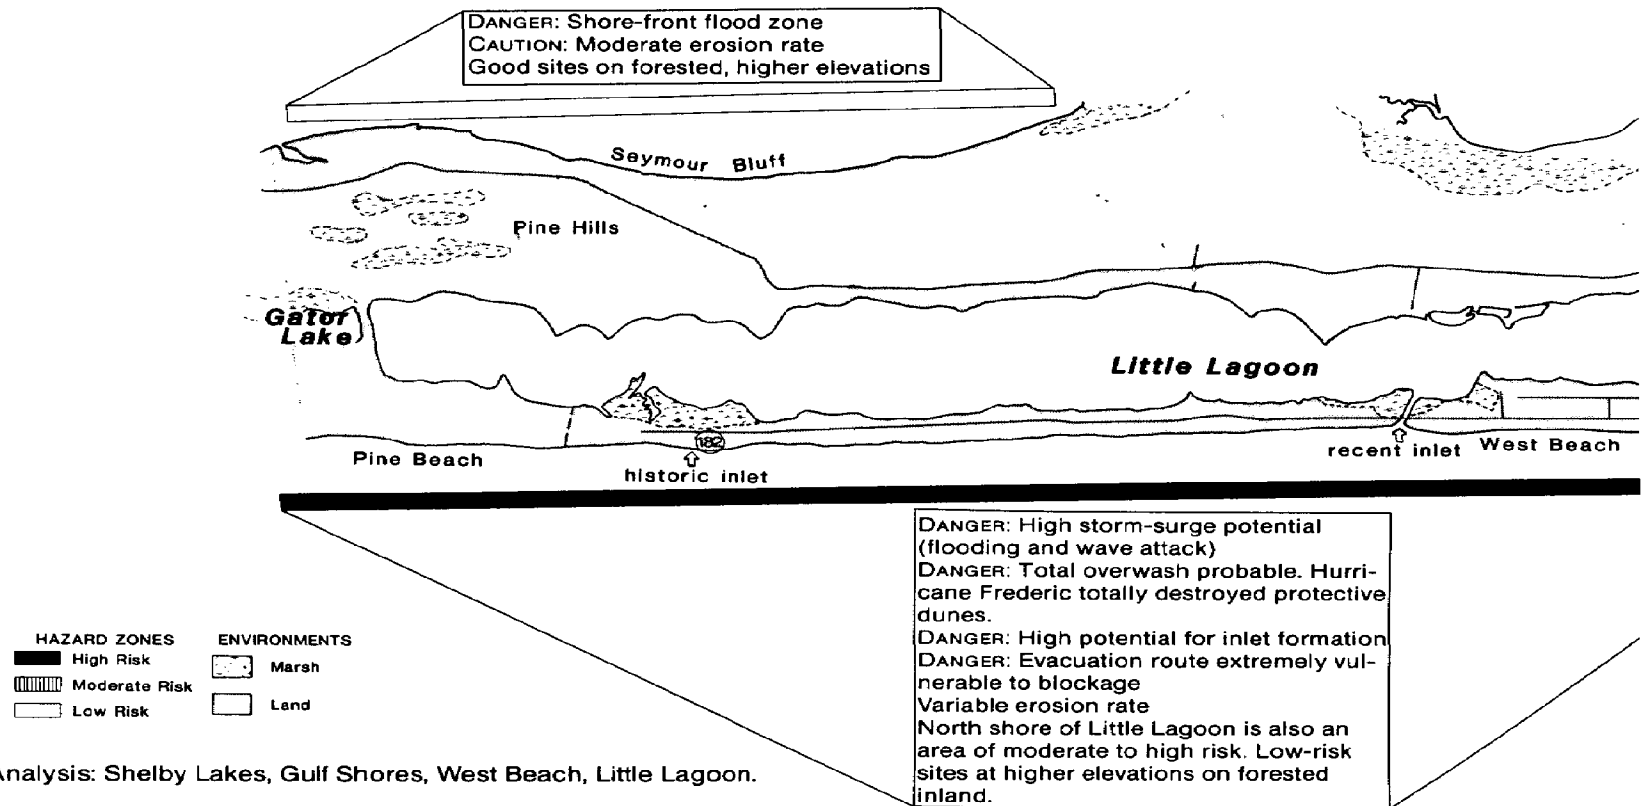 DANGER: Shore-front flood zone
CAUTION: Moderate erosion rate
Good sites on forested, higher elevations
Seymour Bluff
Pine Hills
Gator
Lake
Little Lagoon
182
Pine Beach
historic inlet
recent inlet
West Beach
DANGER: High storm-surge potential
(flooding and wave attack)
DANGER: Total overwash probable. Hurri-
cane Frederic totally destroyed protective
dunes.
DANGER: High potential for inlet formation
DANGER: Evacuation route extremely vul-
nerable to blockage
Variable erosion rate
North shore of Little Lagoon is also an
area of moderate to high risk. Low-risk
sites at higher elevations on forested
inland.
HAZARD ZONES
High Risk
Moderate Risk
Low Risk
ENVIRONMENTS
Marsh
Land
Analysis: Shelby Lakes, Gulf Shores, West Beach, Little Lagoon.